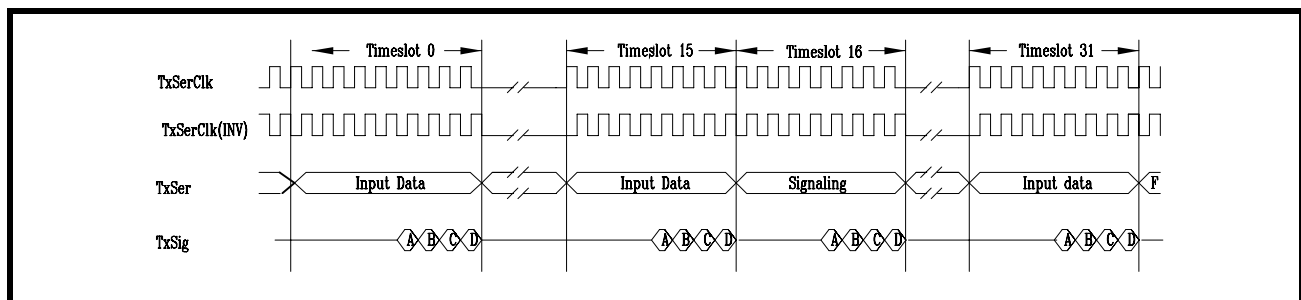 Timeslot 0 Timeslot 15 Timeslot 16 Timeslot 31
TxSerClk
TxSerClk(INV)
TxSer Input Data Input Data Signaling Input data F
TxSig A B C D A B C D A B C D A B C D